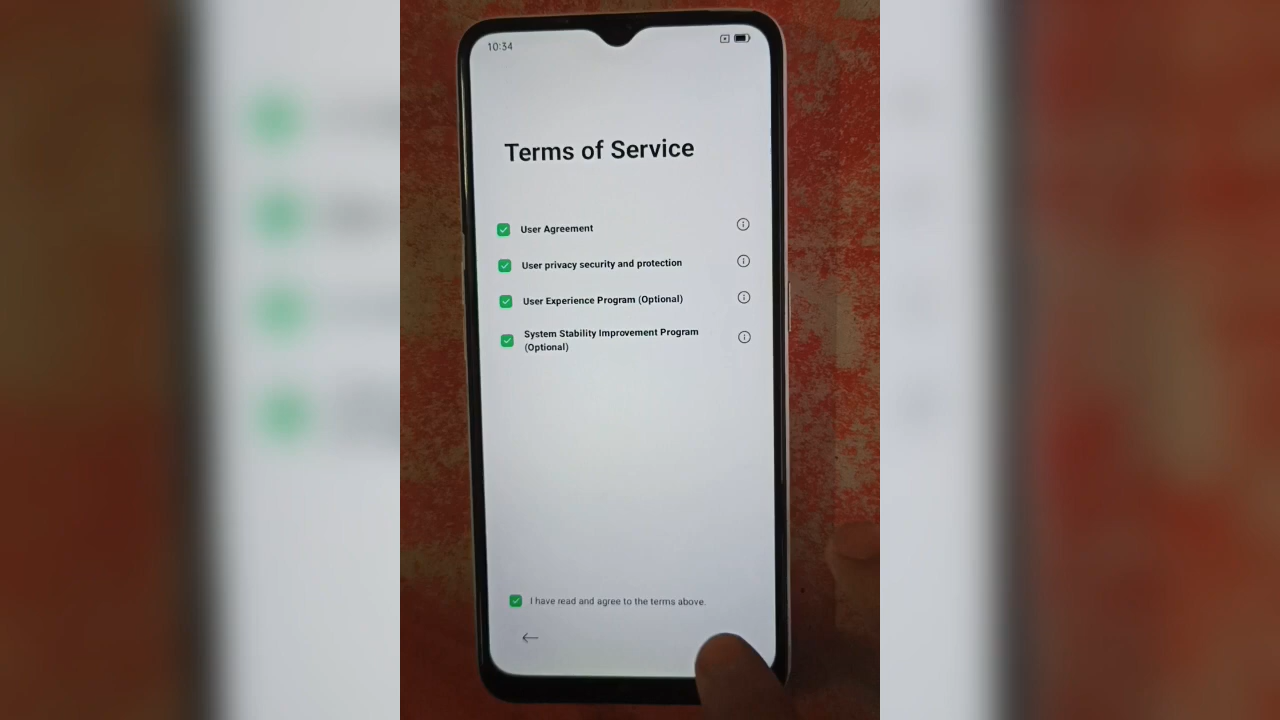 10:34
Terms of Service
User Agreement
User privacy security and protection
User Experience Program (Optional)
System Stability Improvement Program
(Optional)
I have read and agree to the terms above.